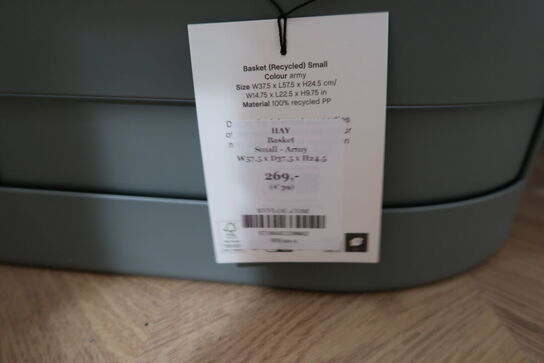 Basket (Recycled) Small
Colour army
Size W37.5 x L57.5 x H24.5 cm/
W14.75 x L22.5 x H9.75 in
Material 100% recycled PP
HAY
Basket
Small - Army
W57.5 x D37.5 x H24.5
269,-